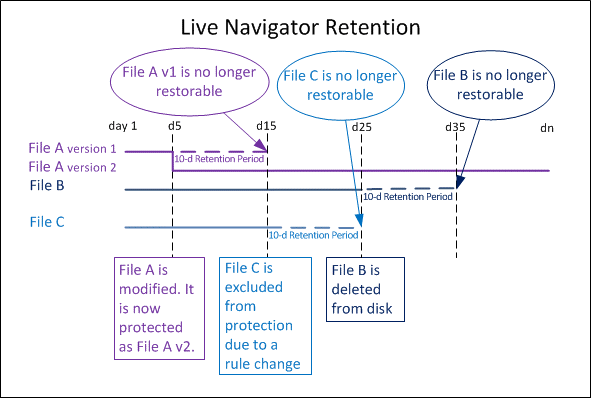 Live Navigator Retention
File A v1 is no longer
restorable
File C is no longer
restorable
File B is no longer
restorable
day 1
d5
d15
d25
d35
dn
File A version 1
10-d Retention Period
File A version 2
File B
10-d Retention Period
File C
10-d Retention Period
File A is
modified. It
is now
protected
as File A v2.
File C is
excluded
from
protection
due to a
rule change
File B is
deleted
from disk